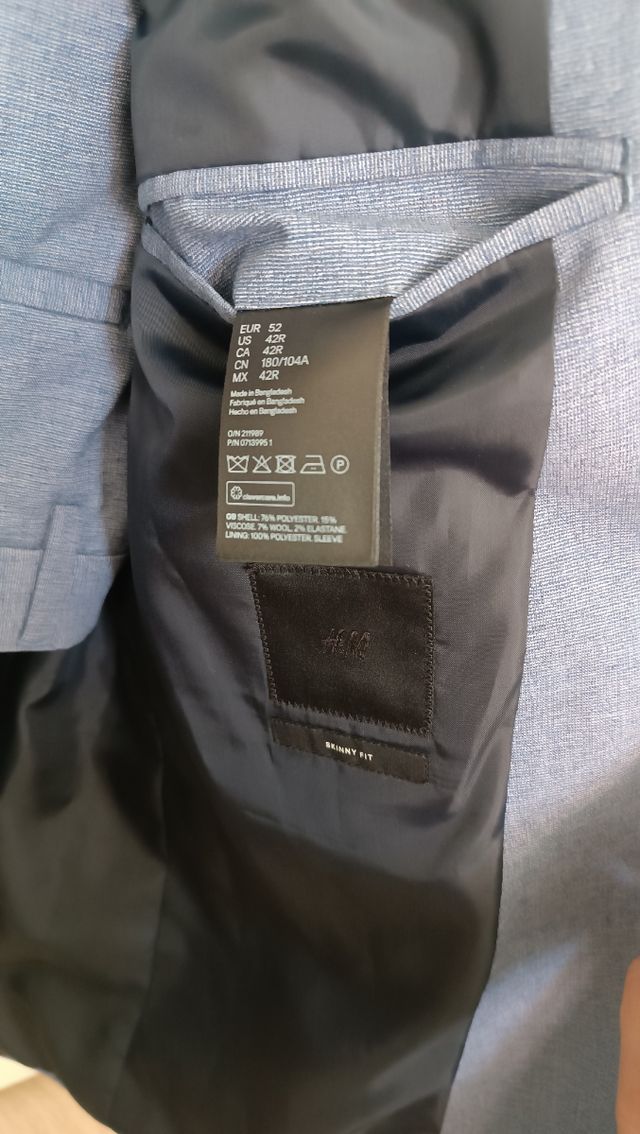 EUR 52
US 42R
CA 42R
CN 180/104A
MX 42R
Made in Bangladesh
Fabriqué en Bangladesh
Hecho en Bangladesh
O/N 211989
P/N 0713995 1
P
clevercare.info
GB SHELL: 76% POLYESTER. 15%
VISCOSE. 7% WOOL. 2% ELASTANE.
LINING: 100% POLYESTER. SLEEVE
H&M
SKINNY FIT